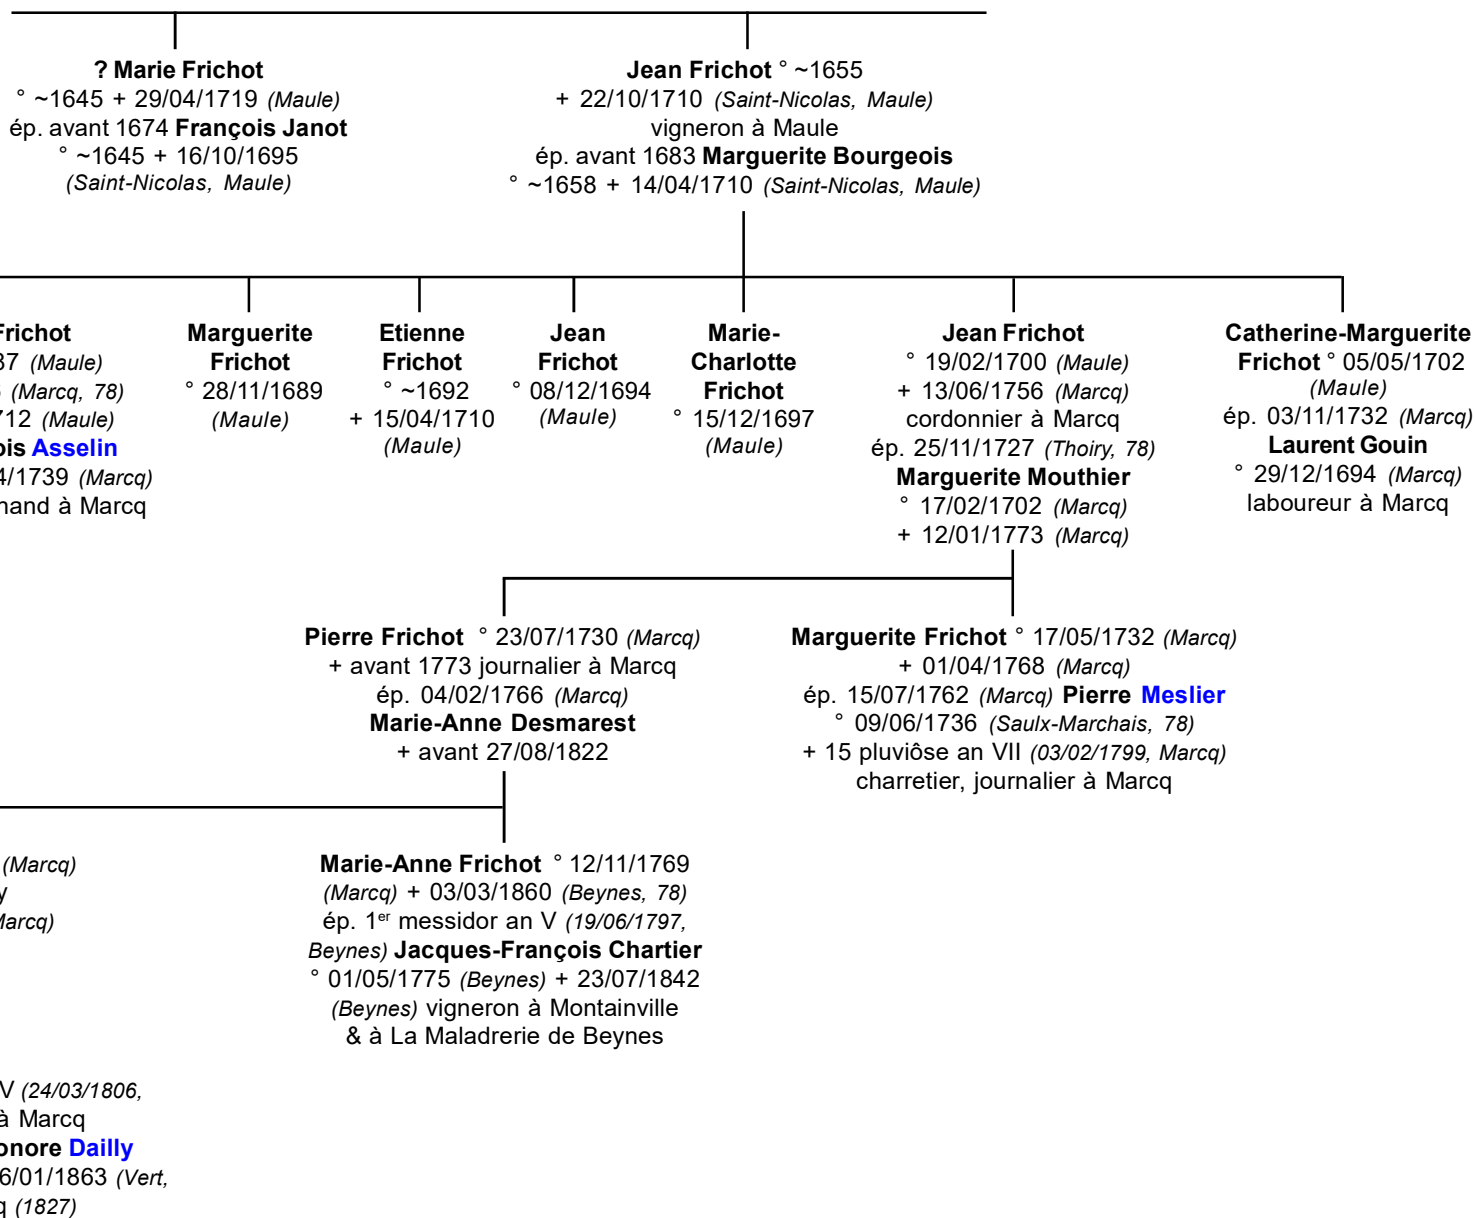 ? Marie Frichot
° ~1645 + 29/04/1719 (Maule)
ép. avant 1674 François Janot
° ~1645 + 16/10/1695
(Saint-Nicolas, Maule)
Jean Frichot ° ~1655
+ 22/10/1710 (Saint-Nicolas, Maule)
vigneron à Maule
ép. avant 1683 Marguerite Bourgeois
° ~1658 + 14/04/1710 (Saint-Nicolas, Maule)
Frichot
37 (Maule)
(Marcq, 78)
712 (Maule)
ois Asselin
4/1739 (Marcq)
hand à Marcq
Marguerite
Frichot
° 28/11/1689
(Maule)
Etienne
Frichot
° ~1692
+ 15/04/1710
(Maule)
Jean
Frichot
° 08/12/1694
(Maule)
Marie-
Charlotte
Frichot
° 15/12/1697
(Maule)
Jean Frichot
° 19/02/1700 (Maule)
+ 13/06/1756 (Marcq)
cordonnier à Marcq
ép. 25/11/1727 (Thoiry, 78)
Marguerite Mouthier
° 17/02/1702 (Marcq)
+ 12/01/1773 (Marcq)
Catherine-Marguerite
Frichot ° 05/05/1702
(Maule)
ép. 03/11/1732 (Marcq)
Laurent Gouin
° 29/12/1694 (Marcq)
laboureur à Marcq
Pierre Frichot ° 23/07/1730 (Marcq)
+ avant 1773 journalier à Marcq
ép. 04/02/1766 (Marcq)
Marie-Anne Desmarest
+ avant 27/08/1822
Marguerite Frichot ° 17/05/1732 (Marcq)
+ 01/04/1768 (Marcq)
ép. 15/07/1762 (Marcq) Pierre Meslier
° 09/06/1736 (Saulx-Marchais, 78)
+ 15 pluviôse an VII (03/02/1799, Marcq)
charretier, journalier à Marcq
(Marcq)
y
Marcq)
Marie-Anne Frichot ° 12/11/1769
(Marcq) + 03/03/1860 (Beynes, 78)
ép. 1er messidor an V (19/06/1797,
Beynes) Jacques-François Chartier
° 01/05/1775 (Beynes) + 23/07/1842
(Beynes) vigneron à Montainville
& à La Maladrerie de Beynes
V (24/03/1806,
à Marcq
onore Dailly
6/01/1863 (Vert,
q (1827)